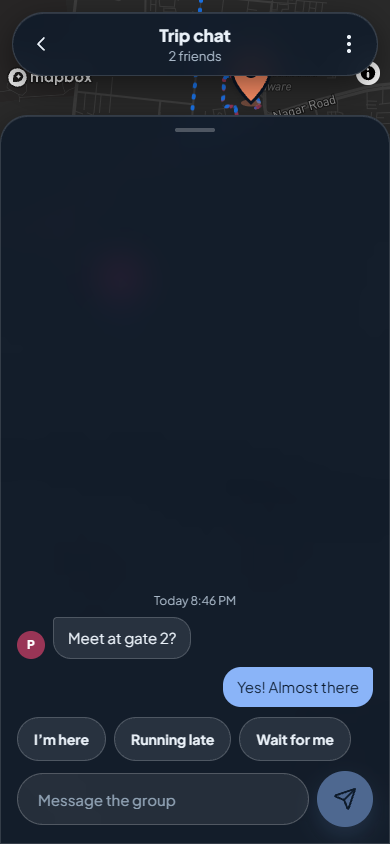 Trip chat
2 friends
mapbox
ware
Nagar Road
Today 8:46 PM
P
Meet at gate 2?
Yes! Almost there
I'm here
Running late
Wait for me
Message the group